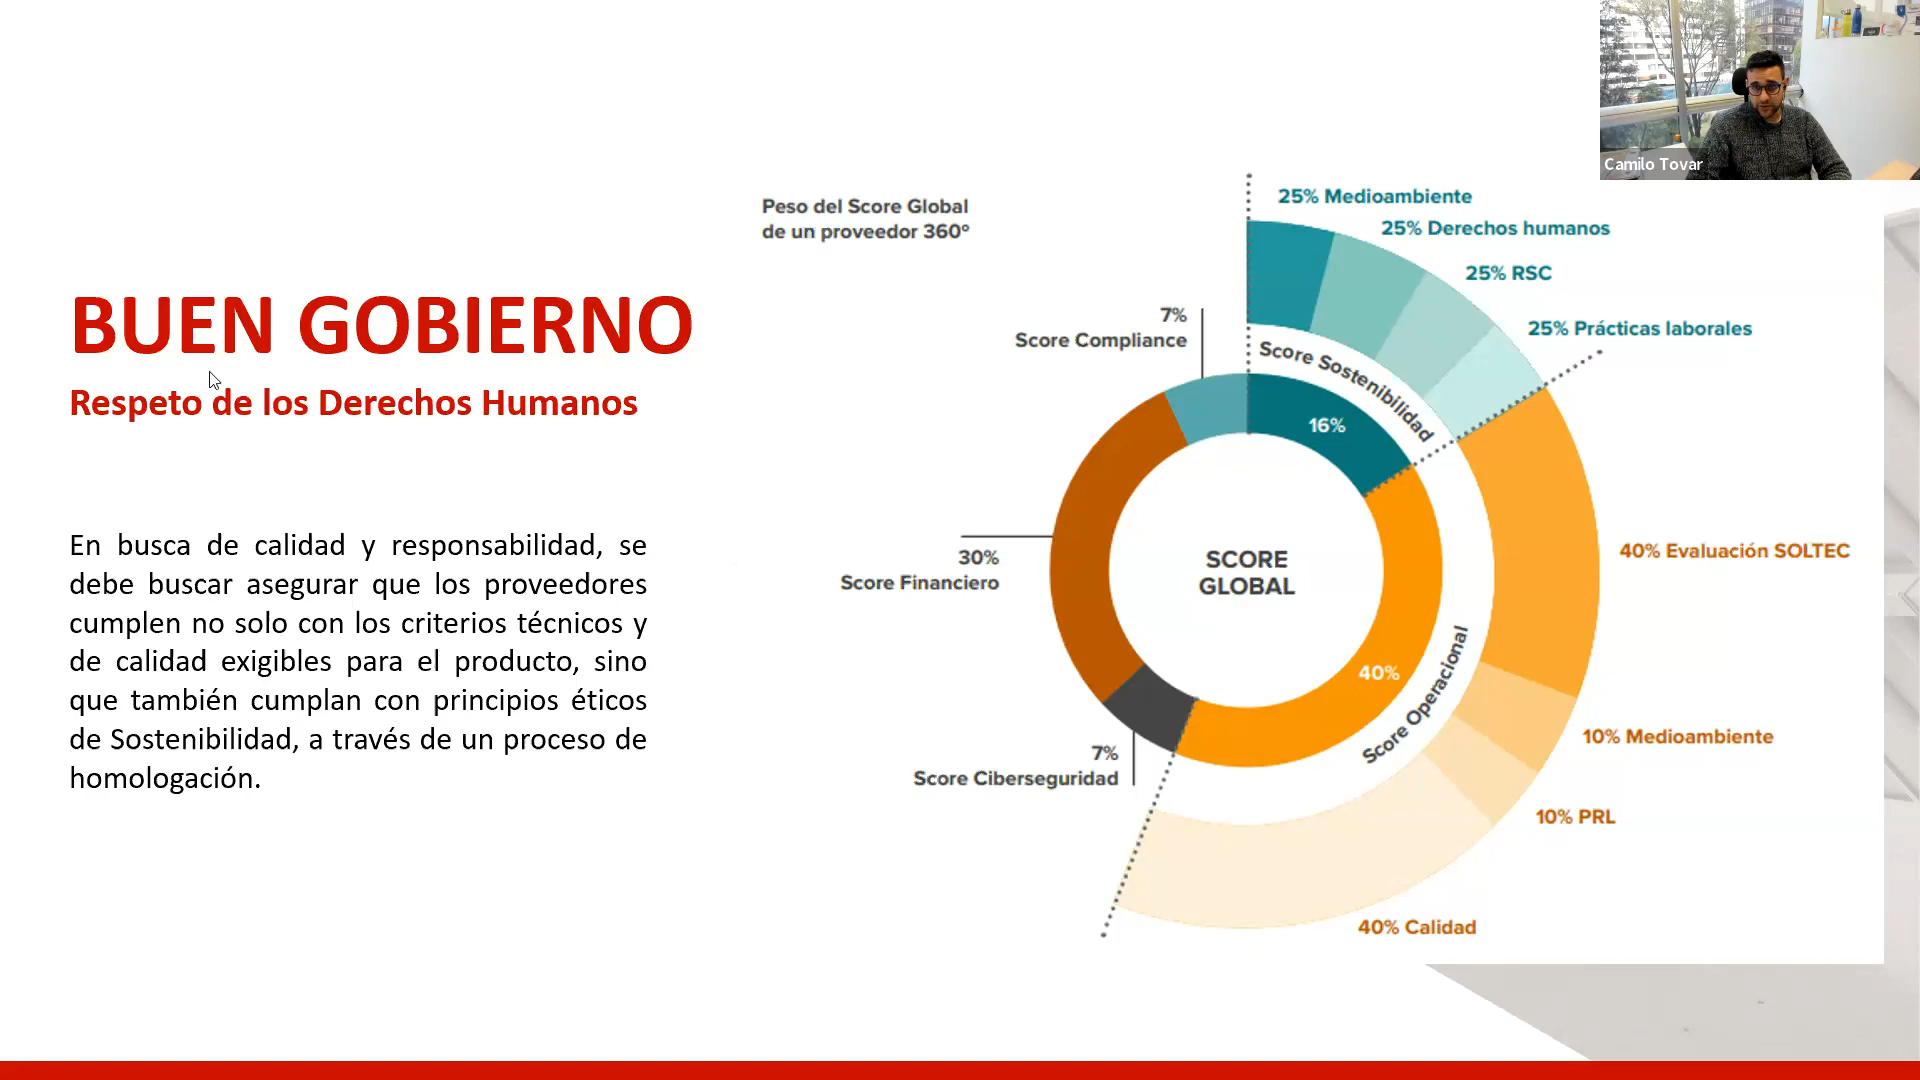 Camilo Tovar
BUEN GOBIERNO
Respeto de los Derechos Humanos
En busca de calidad y responsabilidad, se
debe buscar asegurar que los proveedores
cumplen no solo con los criterios técnicos y
de calidad exigibles para el producto, sino
que también cumplan con principios éticos
de Sostenibilidad, a través de un proceso de
homologación.
Peso del Score Global
de un proveedor 360º
25% Medioambiente
25% Derechos humanos
25% RSC
25% Prácticas laborales
Score Sostenibilidad
16%
7%
Score Compliance
30%
Score Financiero
SCORE
GLOBAL
40%
Score Operacional
7%
Score Ciberseguridad
40% Evaluación SOLTEC
10% Medioambiente
10% PRL
40% Calidad